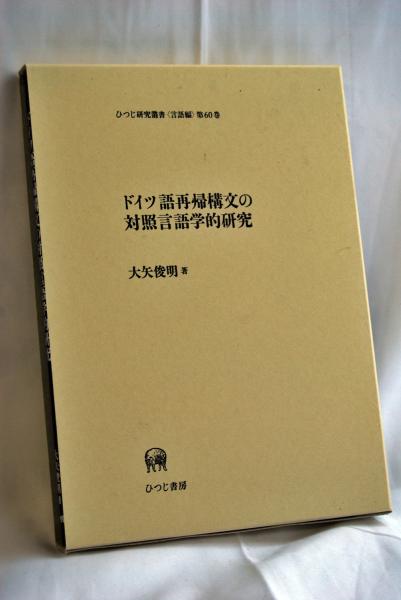 ひつじ研究叢書〈言語編〉第60巻
ドイツ語再帰構文の
対照言語学的研究
大矢俊明 著
ひつじ書房